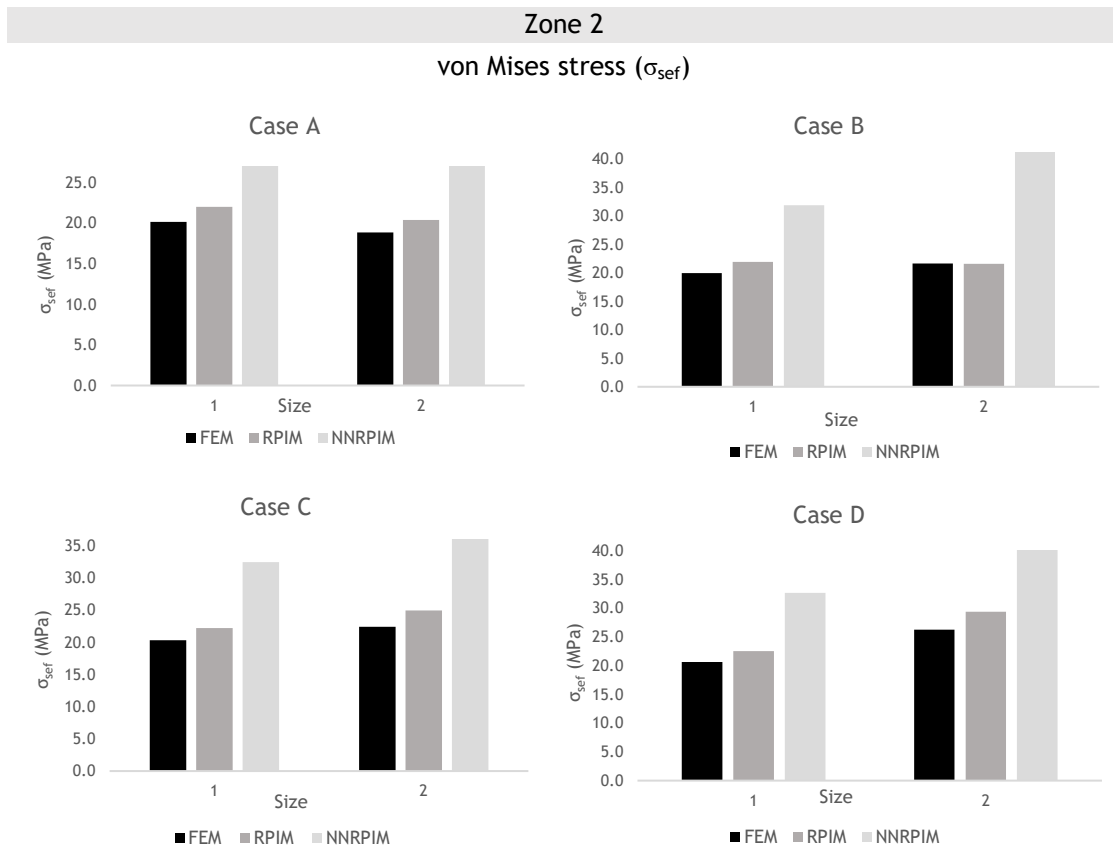 Zone 2
von Mises stress (σsef)
Case A
σsef (MPa)
25.0
20.0
15.0
10.0
5.0
0.0
1 Size 2
FEM RPIM NNRPIM
Case B
σsef (MPa)
40.0
35.0
30.0
25.0
20.0
15.0
10.0
5.0
0.0
1 2
Size
FEM RPIM NNRPIM
Case C
σsef (MPa)
35.0
30.0
25.0
20.0
15.0
10.0
5.0
0.0
1 2
Size
FEM RPIM NNRPIM
Case D
σsef (MPa)
40.0
35.0
30.0
25.0
20.0
15.0
10.0
5.0
0.0
1 Size 2
FEM RPIM NNRPIM